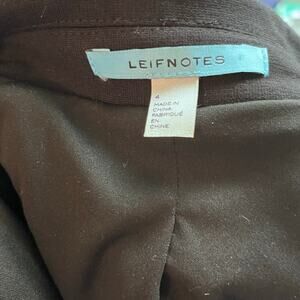 LEIFNOTES
4
MADE IN
CHINA
FABRIQUÉ
EN
CHINE